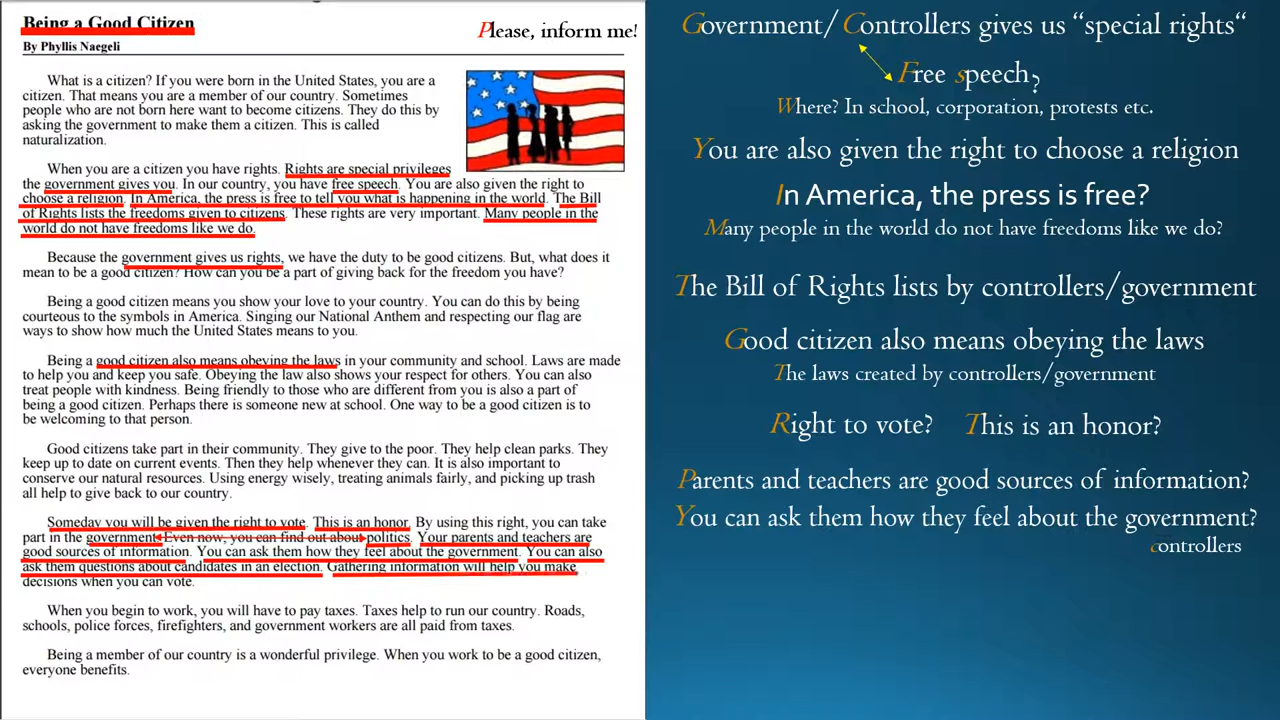 Being a Good Citizen
Please, inform me!
By Phyllis Naegeli
What is a citizen? If you were born in the United States, you are a
citizen. That means you are a member of our country. Sometimes
people who are not born here want to become citizens. They do this by
asking the government to make them a citizen. This is called
naturalization.
When you are a citizen you have rights. Rights are special privileges
the government gives you. In our country, you have free speech. You are also given the right to
choose a religion. In America, the press is free to tell you what is happening in the world. The Bill
of Rights lists the freedoms given to citizens. These rights are very important. Many people in the
world do not have freedoms like we do.
Because the government gives us rights, we have the duty to be good citizens. But, what does it
mean to be a good citizen? How can you be a part of giving back for the freedom you have?
Being a good citizen means you show your love to your country. You can do this by being
courteous to the symbols in America. Singing our National Anthem and respecting our flag are
ways to show how much the United States means to you.
Being a good citizen also means obeying the laws in your community and school. Laws are made
to help you and keep you safe. Obeying the law also shows your respect for others. You can also
treat people with kindness. Being friendly to those who are different from you is also a part of
being a good citizen. Perhaps there is someone new at school. One way to be a good citizen is to
be welcoming to that person.
Good citizens take part in their community. They give to the poor. They help clean parks. They
keep up to date on current events. Then they help whenever they can. It is also important to
conserve our natural resources. Using energy wisely, treating animals fairly, and picking up trash
all help to give back to our country.
Someday you will be given the right to vote. This is an honor. By using this right, you can take
part in the government. Even now, you can find out about politics. Your parents and teachers are
good sources of information. You can ask them how they feel about the government. You can also
ask them questions about candidates in an election. Gathering information will help you make
decisions when you can vote.
When you begin to work, you will have to pay taxes. Taxes help to run our country. Roads,
schools, police forces, firefighters, and government workers are all paid from taxes.
Being a member of our country is a wonderful privilege. When you work to be a good citizen,
everyone benefits.
Government/ Controllers gives us “special rights“
Free speech?
Where? In school, corporation, protests etc.
You are also given the right to choose a religion
In America, the press is free?
Many people in the world do not have freedoms like we do?
The Bill of Rights lists by controllers/government
Good citizen also means obeying the laws
The laws created by controllers/government
Right to vote? This is an honor?
Parents and teachers are good sources of information?
You can ask them how they feel about the government?
controllers